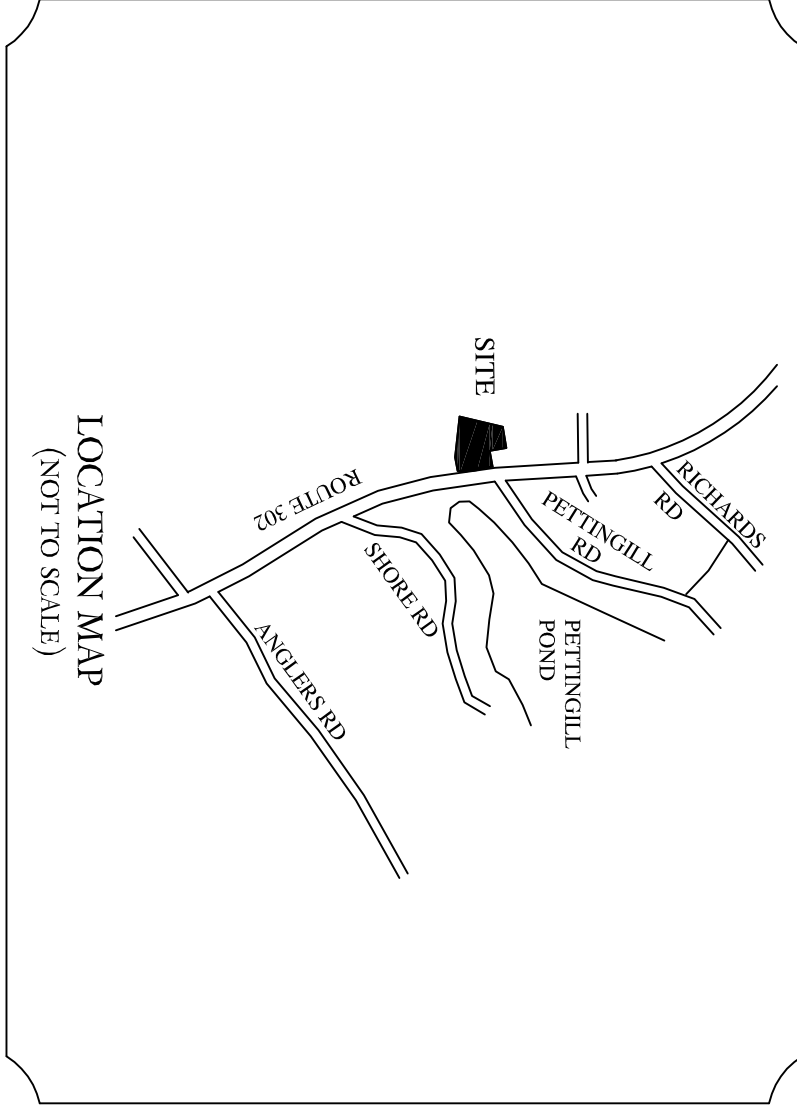 RICHARDS
RD
PETTINGILL
RD
PETTINGILL
POND
SITE
SHORE RD
ROUTE 302
ANGLERS RD
LOCATION MAP
(NOT TO SCALE)